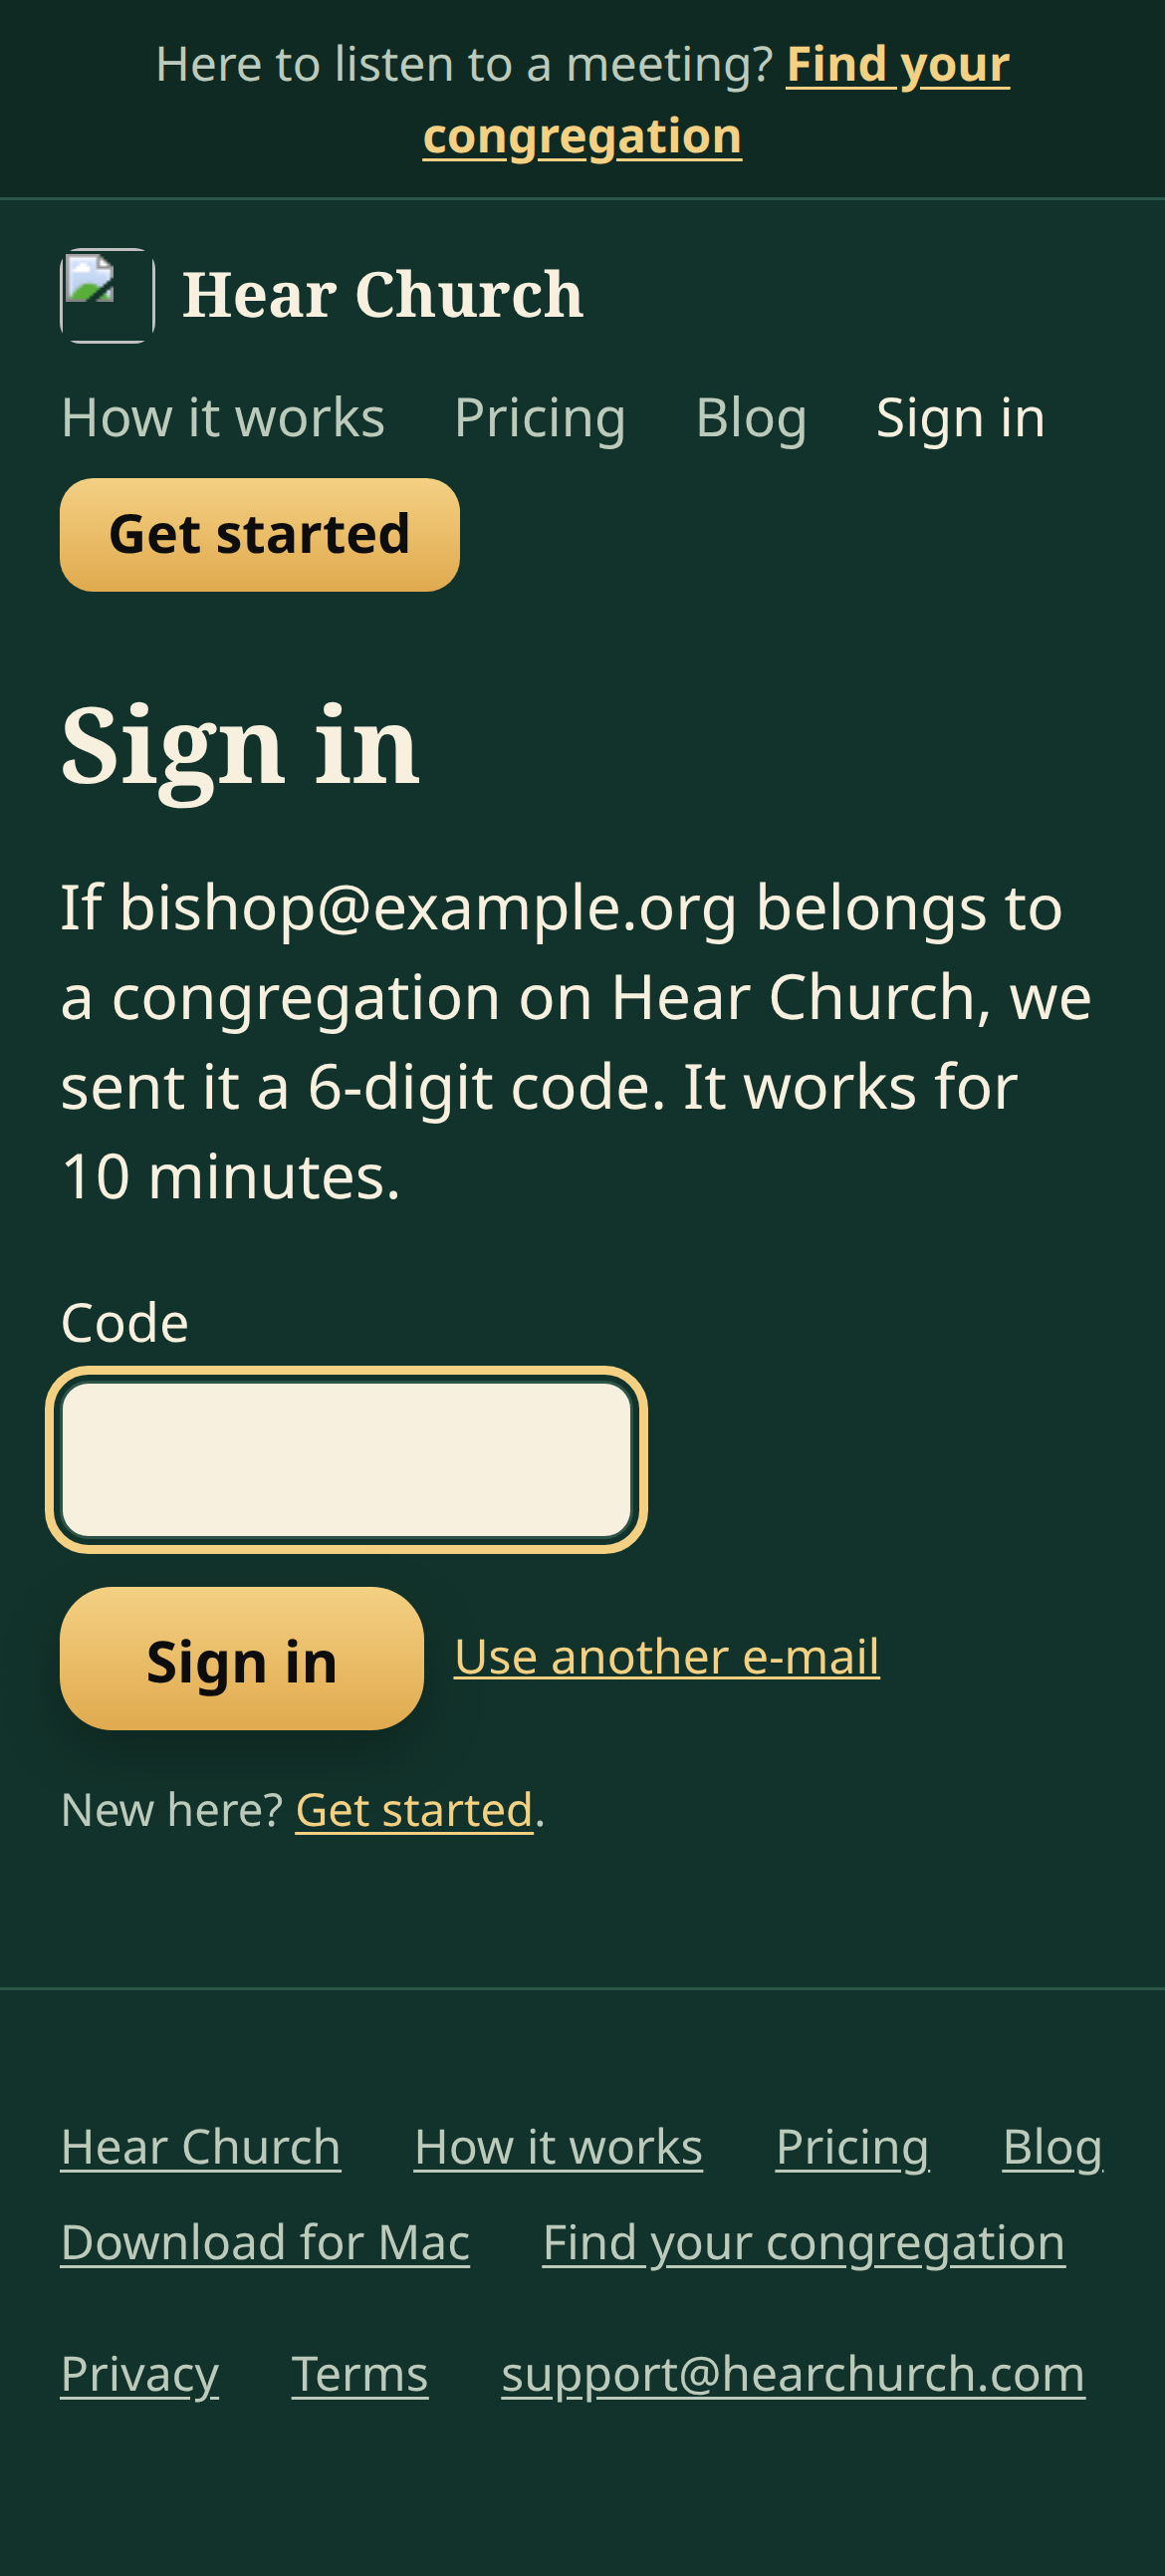 Here to listen to a meeting? Find your
congregation
Hear Church
How it works Pricing Blog Sign in
Get started
Sign in
If bishop@example.org belongs to
a congregation on Hear Church, we
sent it a 6-digit code. It works for
10 minutes.
Code
Sign in Use another e-mail
New here? Get started.
Hear Church How it works Pricing Blog
Download for Mac Find your congregation
Privacy Terms support@hearchurch.com